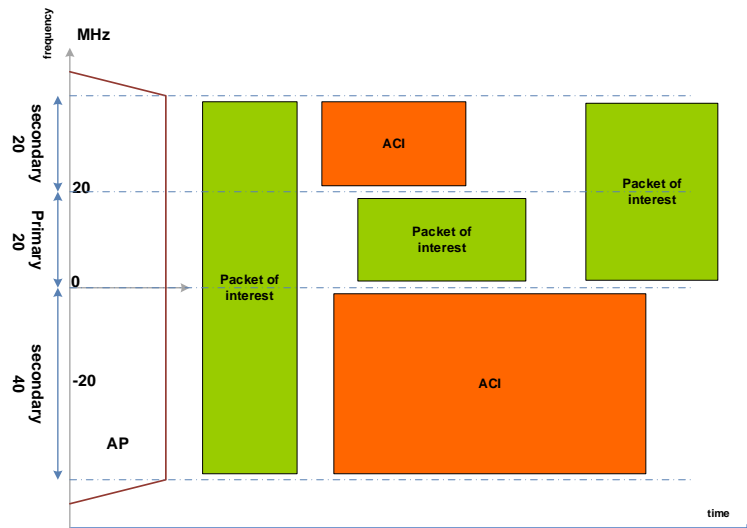 frequency
MHz
secondary
20
Primary
20
secondary
40
20
0
-20
AP
Packet of
interest
ACI
Packet of
interest
ACI
Packet of
interest
time